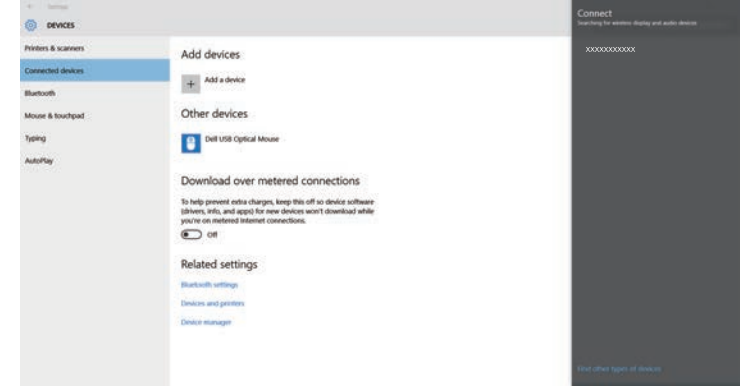 Settings
DEVICES
Printers & scanners
Connected devices
Bluetooth
Mouse & touchpad
Typing
AutoPlay
Add devices
Add a device
Other devices
Dell USB Optical Mouse
Download over metered connections
To help prevent extra charges, keep this off so device software
(drivers, info, and apps) for new devices won't download while
you're on metered Internet connections.
Off
Related settings
Bluetooth settings
Devices and printers
Device manager
Connect
Searching for wireless display and audio devices
xxxxxxxxxxx
Find other types of devices